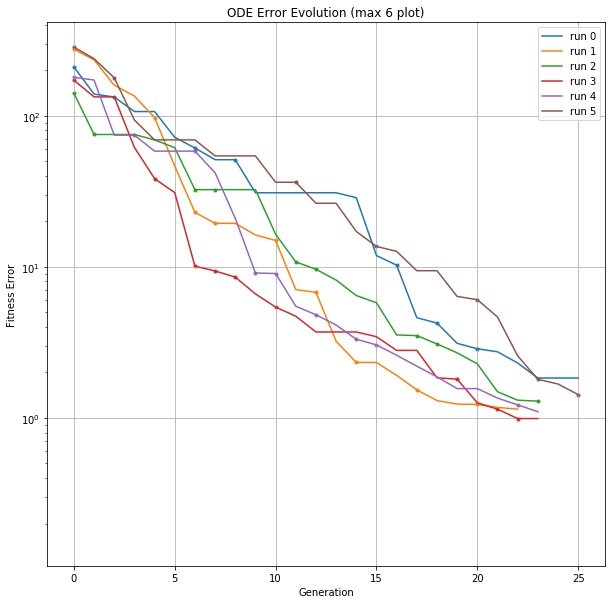 ODE Error Evolution (max 6 plot)
run 0
run 1
run 2
run 3
run 4
run 5
Fitness Error
10²
10¹
10⁰
0 5 10 15 20 25
Generation